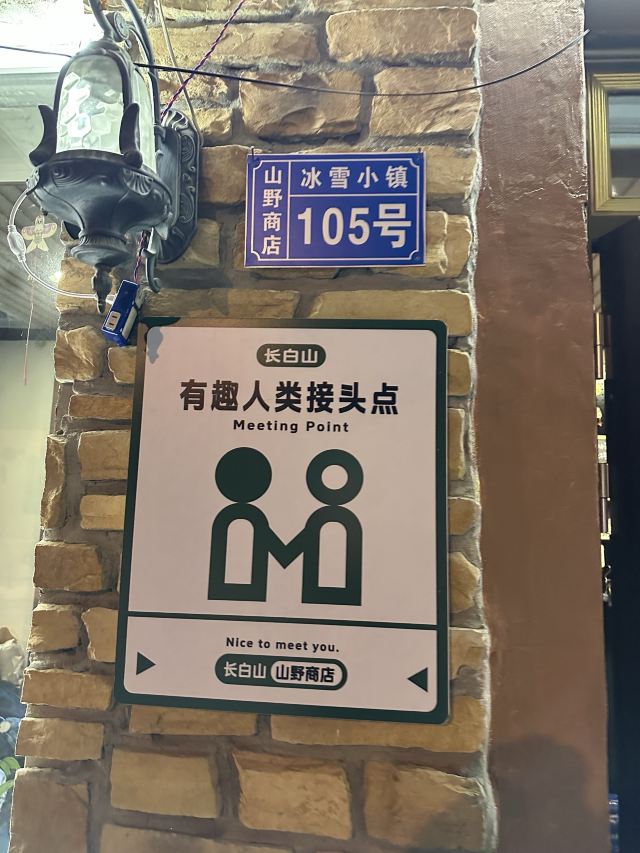 山野商店
冰雪小镇
105号
长白山
有趣人类接头点
Meeting Point
Nice to meet you.
长白山 山野商店